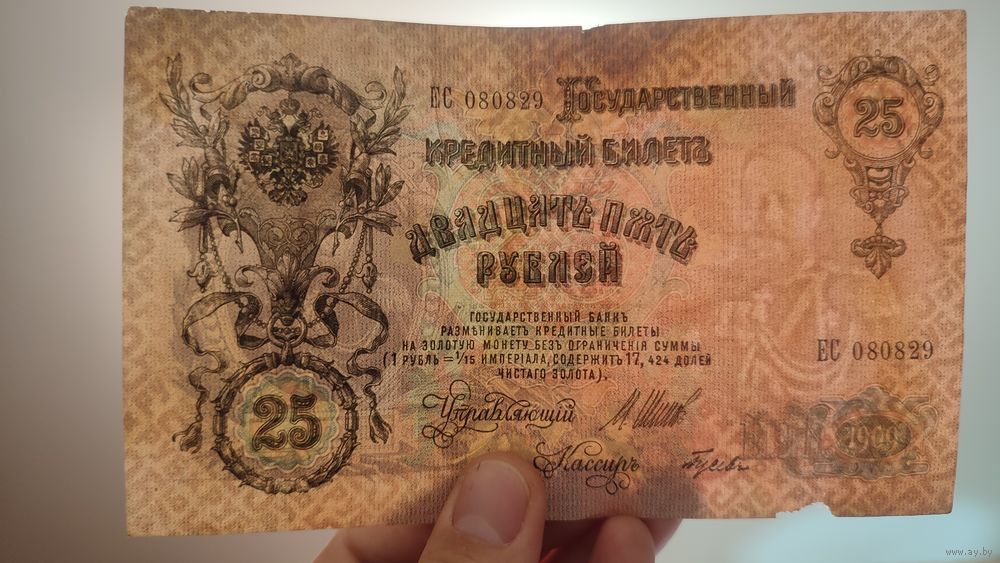 ЕС 080829 Государственный
Кредитный Билетъ
25
Двадцать пять
рублей
Государственный банкъ
размѣниваетъ кредитные билеты
на золотую монету безъ ограниченія суммы
(1 рубль = 1/15 имперіала, содержитъ 17,424 долей
чистаго золота).
ЕС 080829
25
Управляющій
Кассиръ
1909
www.ay.by